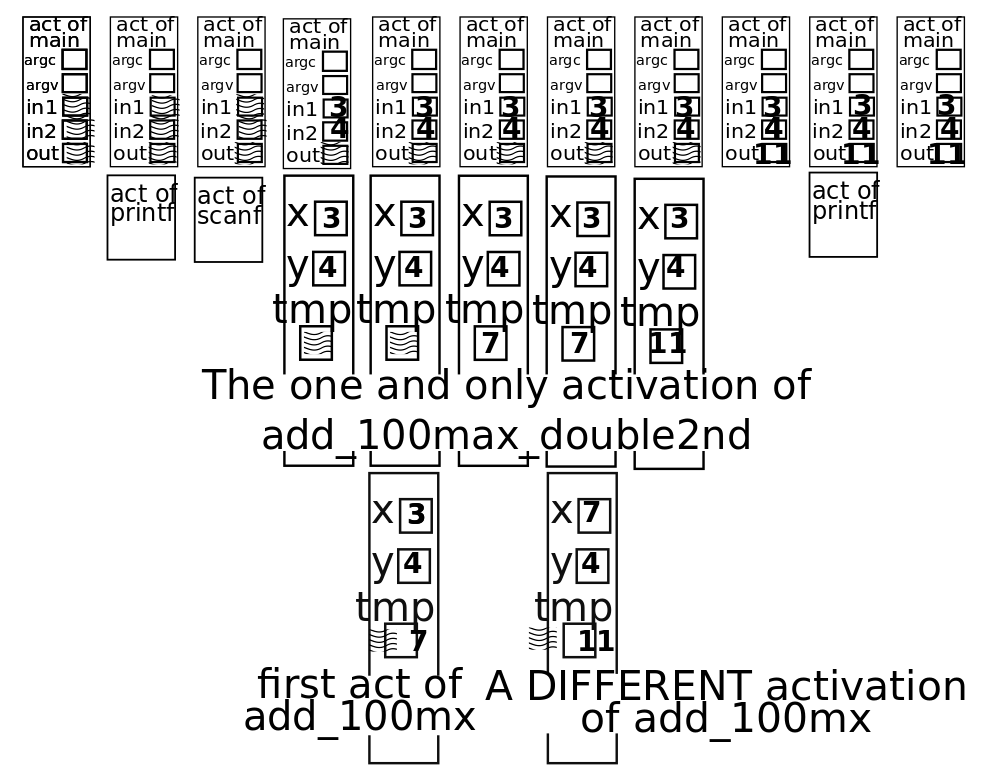 act of act of act of act of act of act of act of act of act of act of act of
main main main main main main main main main main main
argc argc argc argc argc argc argc argc argc argc argc
argv argv argv argv argv argv argv argv argv argv argv
in1 in1 in1 in1 3 in1 3 in1 3 in1 3 in1 3 in1 3 in1 3 in1 3
in2 in2 in2 in2 4 in2 4 in2 4 in2 4 in2 4 in2 4 in2 4 in2 4
out out out out out out out out out 11 out 11 out 11
act of act of act of
printf scanf printf
x 3 x 3 x 3 x 3 x 3
y 4 y 4 y 4 y 4 y 4
tmp tmp tmp tmp tmp
7 7 11
The one and only activation of
add_100max_double2nd
x 3 x 7
y 4 y 4
tmp tmp
7 11
first act of A DIFFERENT activation
add_100mx of add_100mx